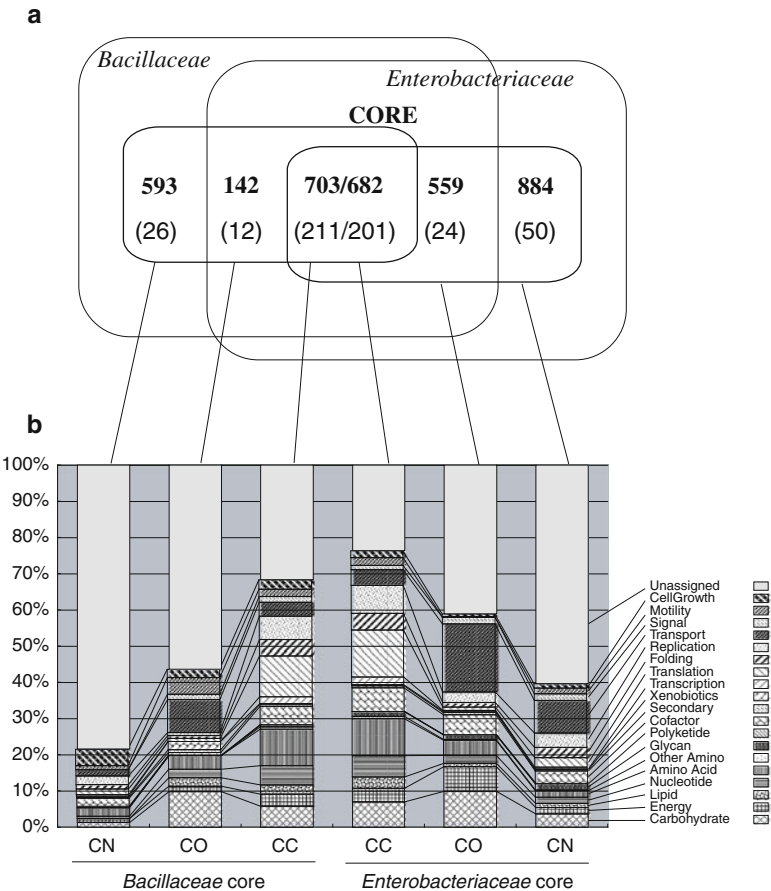 a
Bacillaceae
Enterobacteriaceae
CORE
593 142 703/682 559 884
(26) (12) (211/201) (24) (50)
b
100%
90%
80%
70%
60%
50%
40%
30%
20%
10%
0%
Unassigned
CellGrowth
Motility
Signal
Transport
Replication
Folding
Translation
Transcription
Xenobiotics
Secondary
Cofactor
Polyketide
Glycan
Other Amino
Amino Acid
Nucleotide
Lipid
Energy
Carbohydrate
CN CO CC CC CO CN
Bacillaceae core Enterobacteriaceae core